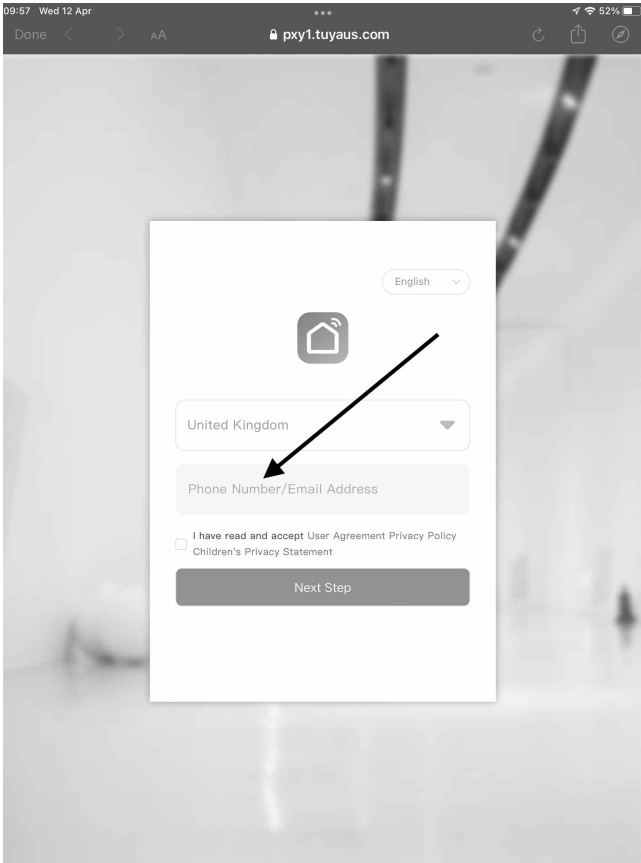 09:57 Wed 12 Apr
52%
Done
AA
pxy1.tuyaus.com
English
United Kingdom
Phone Number/Email Address
I have read and accept User Agreement Privacy Policy
Children's Privacy Statement
Next Step